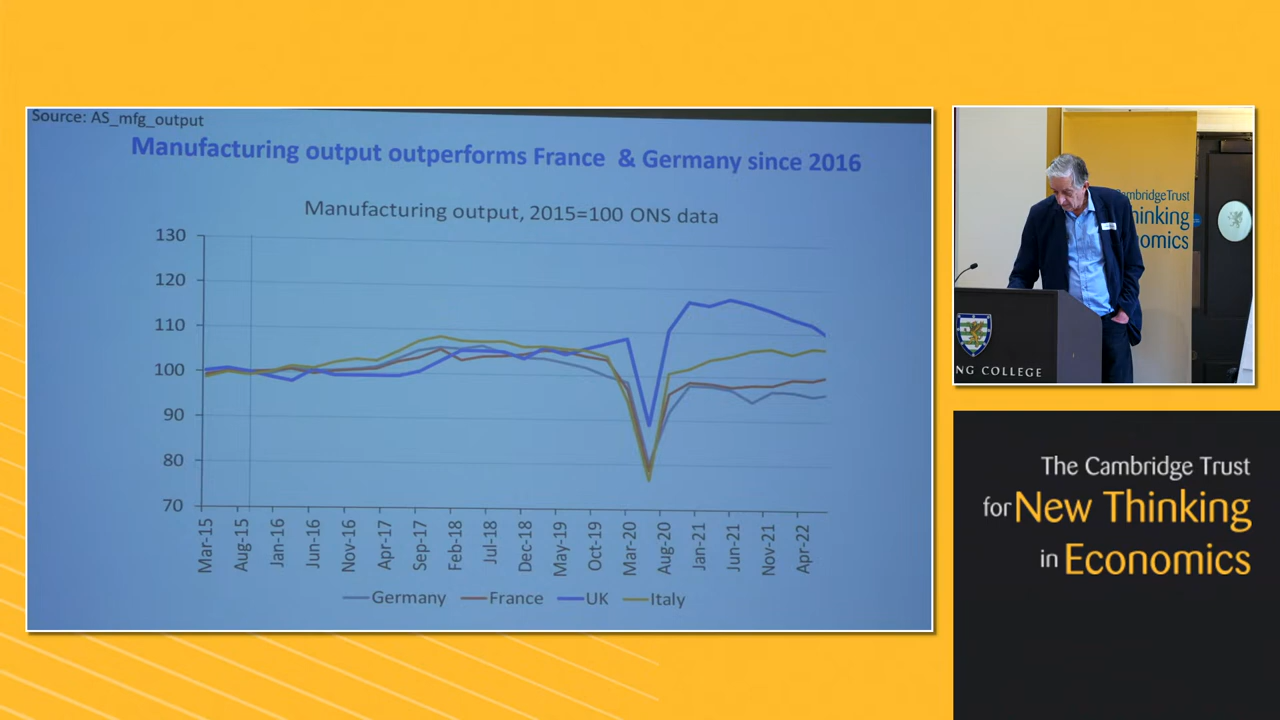 Source: AS_mfg_output
Manufacturing output outperforms France & Germany since 2016
Manufacturing output, 2015=100 ONS data
130
120
110
100
90
80
70
Mar-15
Aug-15
Jan-16
Jun-16
Nov-16
Apr-17
Sep-17
Feb-18
Jul-18
Dec-18
May-19
Oct-19
Mar-20
Aug-20
Jan-21
Jun-21
Nov-21
Apr-22
Germany France UK Italy
ambridge Trust
hinking
omics
NG COLLEGE
The Cambridge Trust
for New Thinking
in Economics